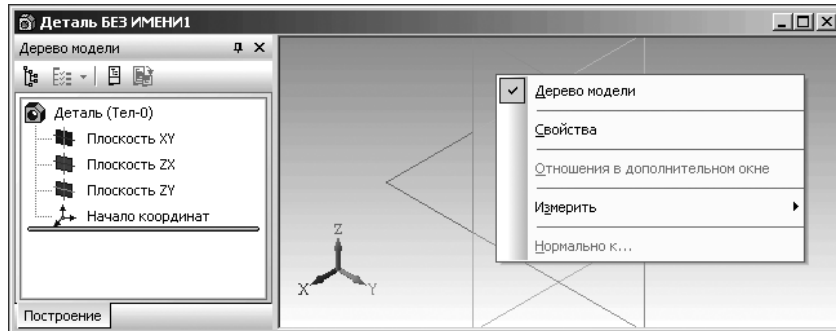 Деталь БЕЗ ИМЕНИ1
Дерево модели
Деталь (Тел-0)
Плоскость XY
Плоскость ZX
Плоскость ZY
Начало координат
Построение
Z
X
Y
Дерево модели
Свойства
Отношения в дополнительном окне
Измерить
Нормально к...